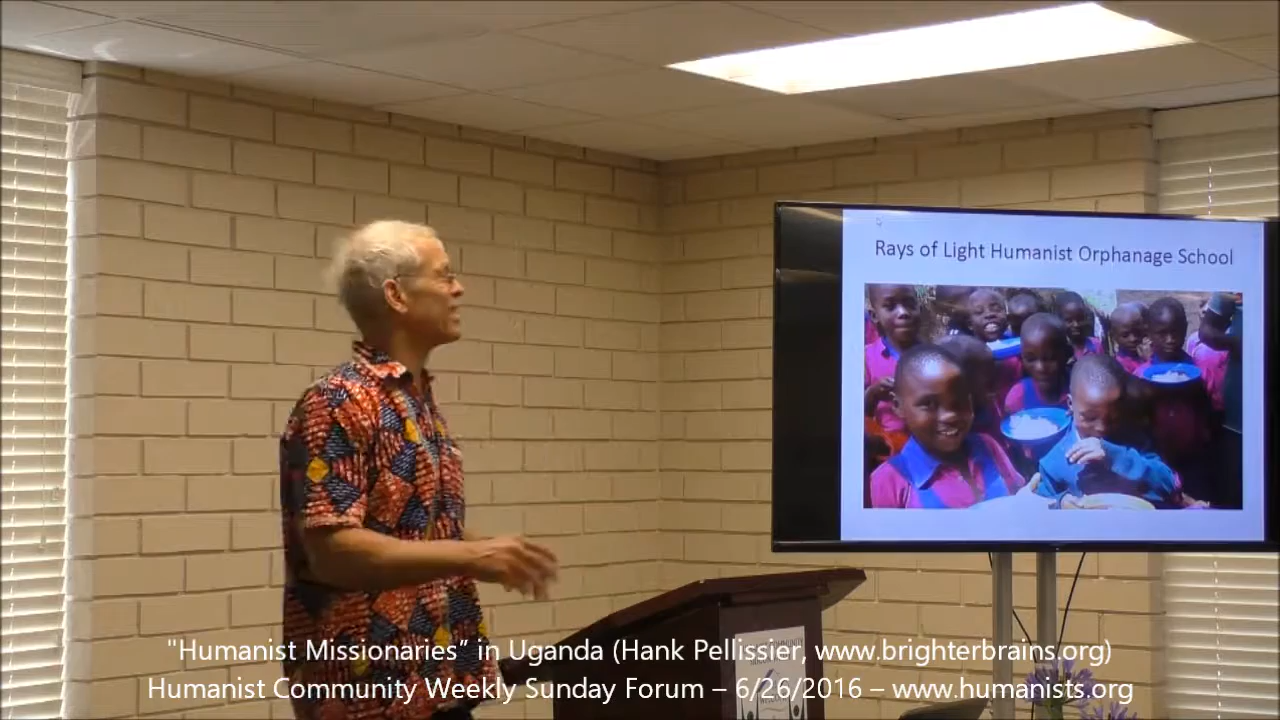 Rays of Light Humanist Orphanage School
"Humanist Missionaries” in Uganda (Hank Pellissier, www.brighterbrains.org)
Humanist Community Weekly Sunday Forum – 6/26/2016 – www.humanists.org